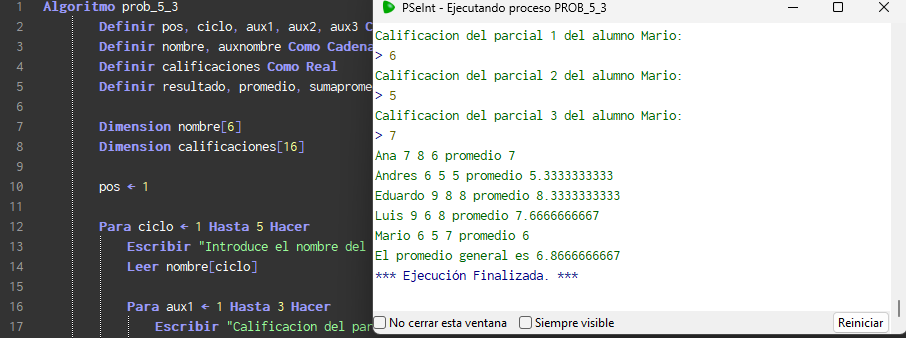 1 Algoritmo prob_5_3
2 Definir pos, ciclo, aux1, aux2, aux3 C
3 Definir nombre, auxnombre Como Cadena
4 Definir calificaciones Como Real
5 Definir resultado, promedio, sumaprome
6
7 Dimension nombre[6]
8 Dimension calificaciones[16]
9
10 pos ← 1
11
12 Para ciclo ← 1 Hasta 5 Hacer
13 Escribir "Introduce el nombre del
14 Leer nombre[ciclo]
15
16 Para aux1 ← 1 Hasta 3 Hacer
17 Escribir "Calificacion del par
PSeInt - Ejecutando proceso PROB_5_3
Calificacion del parcial 1 del alumno Mario:
> 6
Calificacion del parcial 2 del alumno Mario:
> 5
Calificacion del parcial 3 del alumno Mario:
> 7
Ana 7 8 6 promedio 7
Andres 6 5 5 promedio 5.3333333333
Eduardo 9 8 8 promedio 8.3333333333
Luis 9 6 8 promedio 7.6666666667
Mario 6 5 7 promedio 6
El promedio general es 6.8666666667
*** Ejecución Finalizada. ***
No cerrar esta ventana Siempre visible Reiniciar